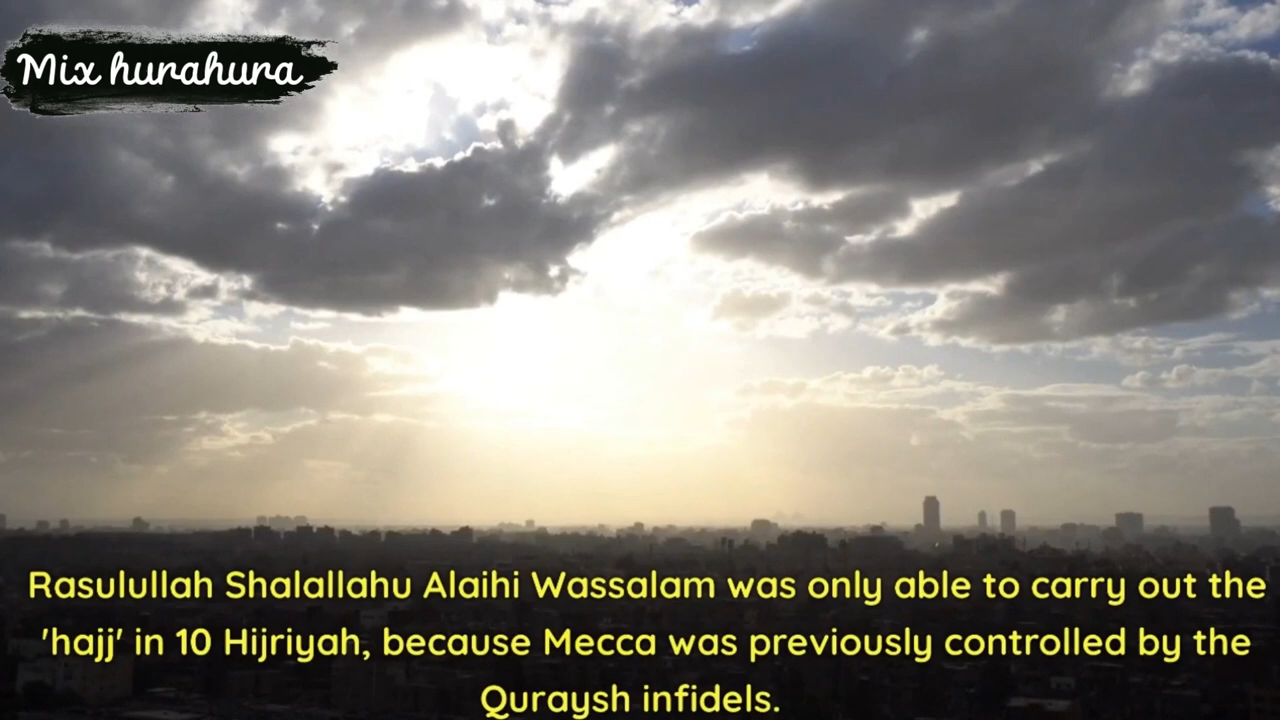 Mix hurahura
Rasulullah Shalallahu Alaihi Wassalam was only able to carry out the
'hajj' in 10 Hijriyah, because Mecca was previously controlled by the
Quraysh infidels.